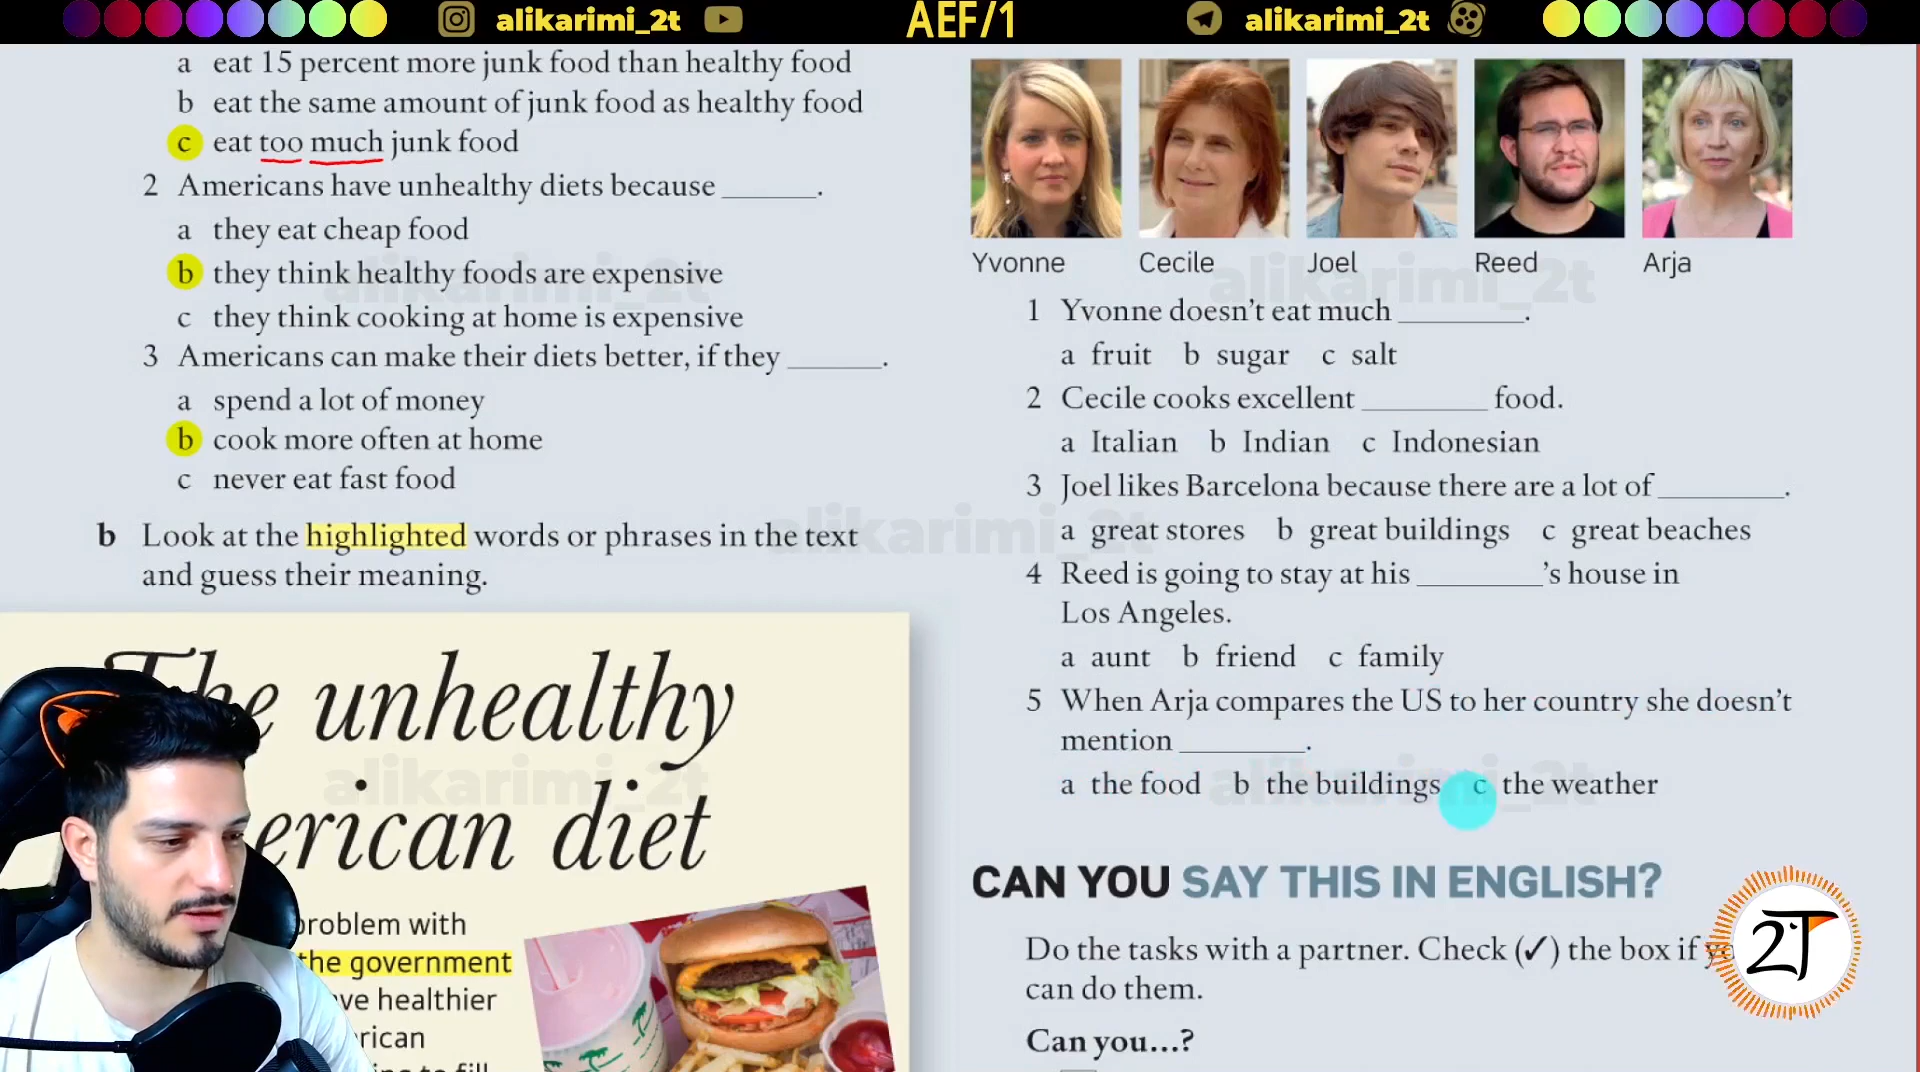 alikarimi_2t
AEF/1
alikarimi_2t
a eat 15 percent more junk food than healthy food
b eat the same amount of junk food as healthy food
c eat too much junk food
2 Americans have unhealthy diets because ______.
a they eat cheap food
b they think healthy foods are expensive
c they think cooking at home is expensive
3 Americans can make their diets better, if they ______.
a spend a lot of money
b cook more often at home
c never eat fast food
b Look at the highlighted words or phrases in the text
and guess their meaning.
The unhealthy
erican diet
problem with
the government
ve healthier
rican
Yvonne Cecile Joel Reed Arja
1 Yvonne doesn't eat much ________.
a fruit b sugar c salt
2 Cecile cooks excellent ________ food.
a Italian b Indian c Indonesian
3 Joel likes Barcelona because there are a lot of ________.
a great stores b great buildings c great beaches
4 Reed is going to stay at his ________'s house in
Los Angeles.
a aunt b friend c family
5 When Arja compares the US to her country she doesn't
mention ________.
a the food b the buildings c the weather
CAN YOU SAY THIS IN ENGLISH?
Do the tasks with a partner. Check (✓) the box if
can do them.
Can you...?
2T
alikarimi_2t
alikarimi_2t
alikarimi_2t
alikarimi_2t
alikarimi_2t